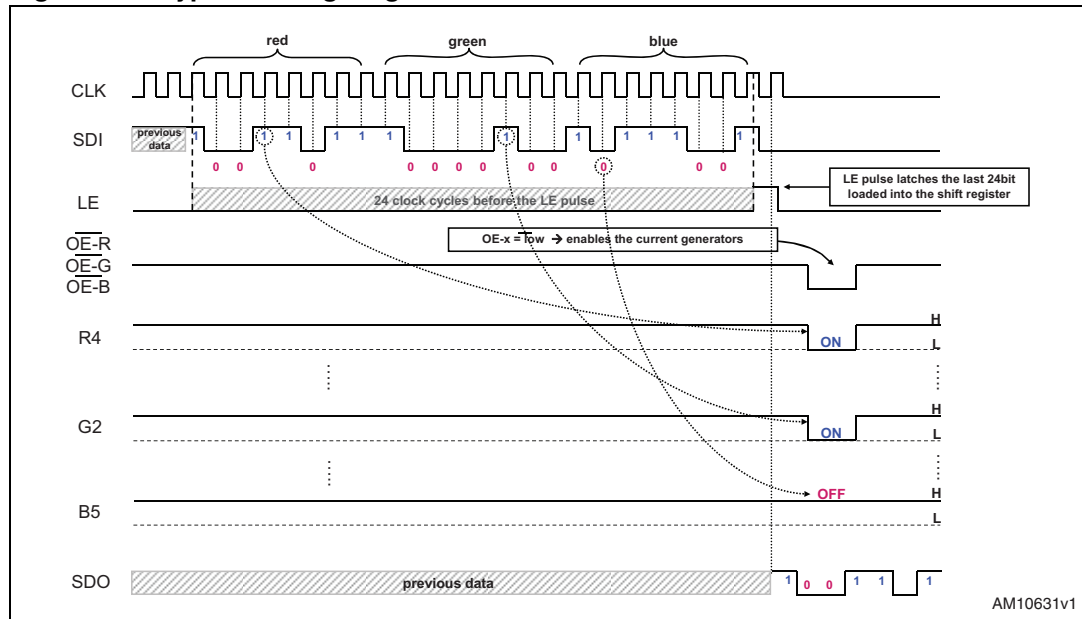 red green blue
CLK
SDI
previous
data
1 1 1 1 1 1 1 1 1 1 1 1
0 0 0 0 0 0 0 0 0 0 0 0
LE
24 clock cycles before the LE pulse
LE pulse latches the last 24bit
loaded into the shift register
OE-R
OE-G
OE-B
OE-x = low → enables the current generators
R4
H
L
ON
G2
H
L
ON
B5
OFF
H
L
SDO
previous data
1 0 0 1 1 1
AM10631v1